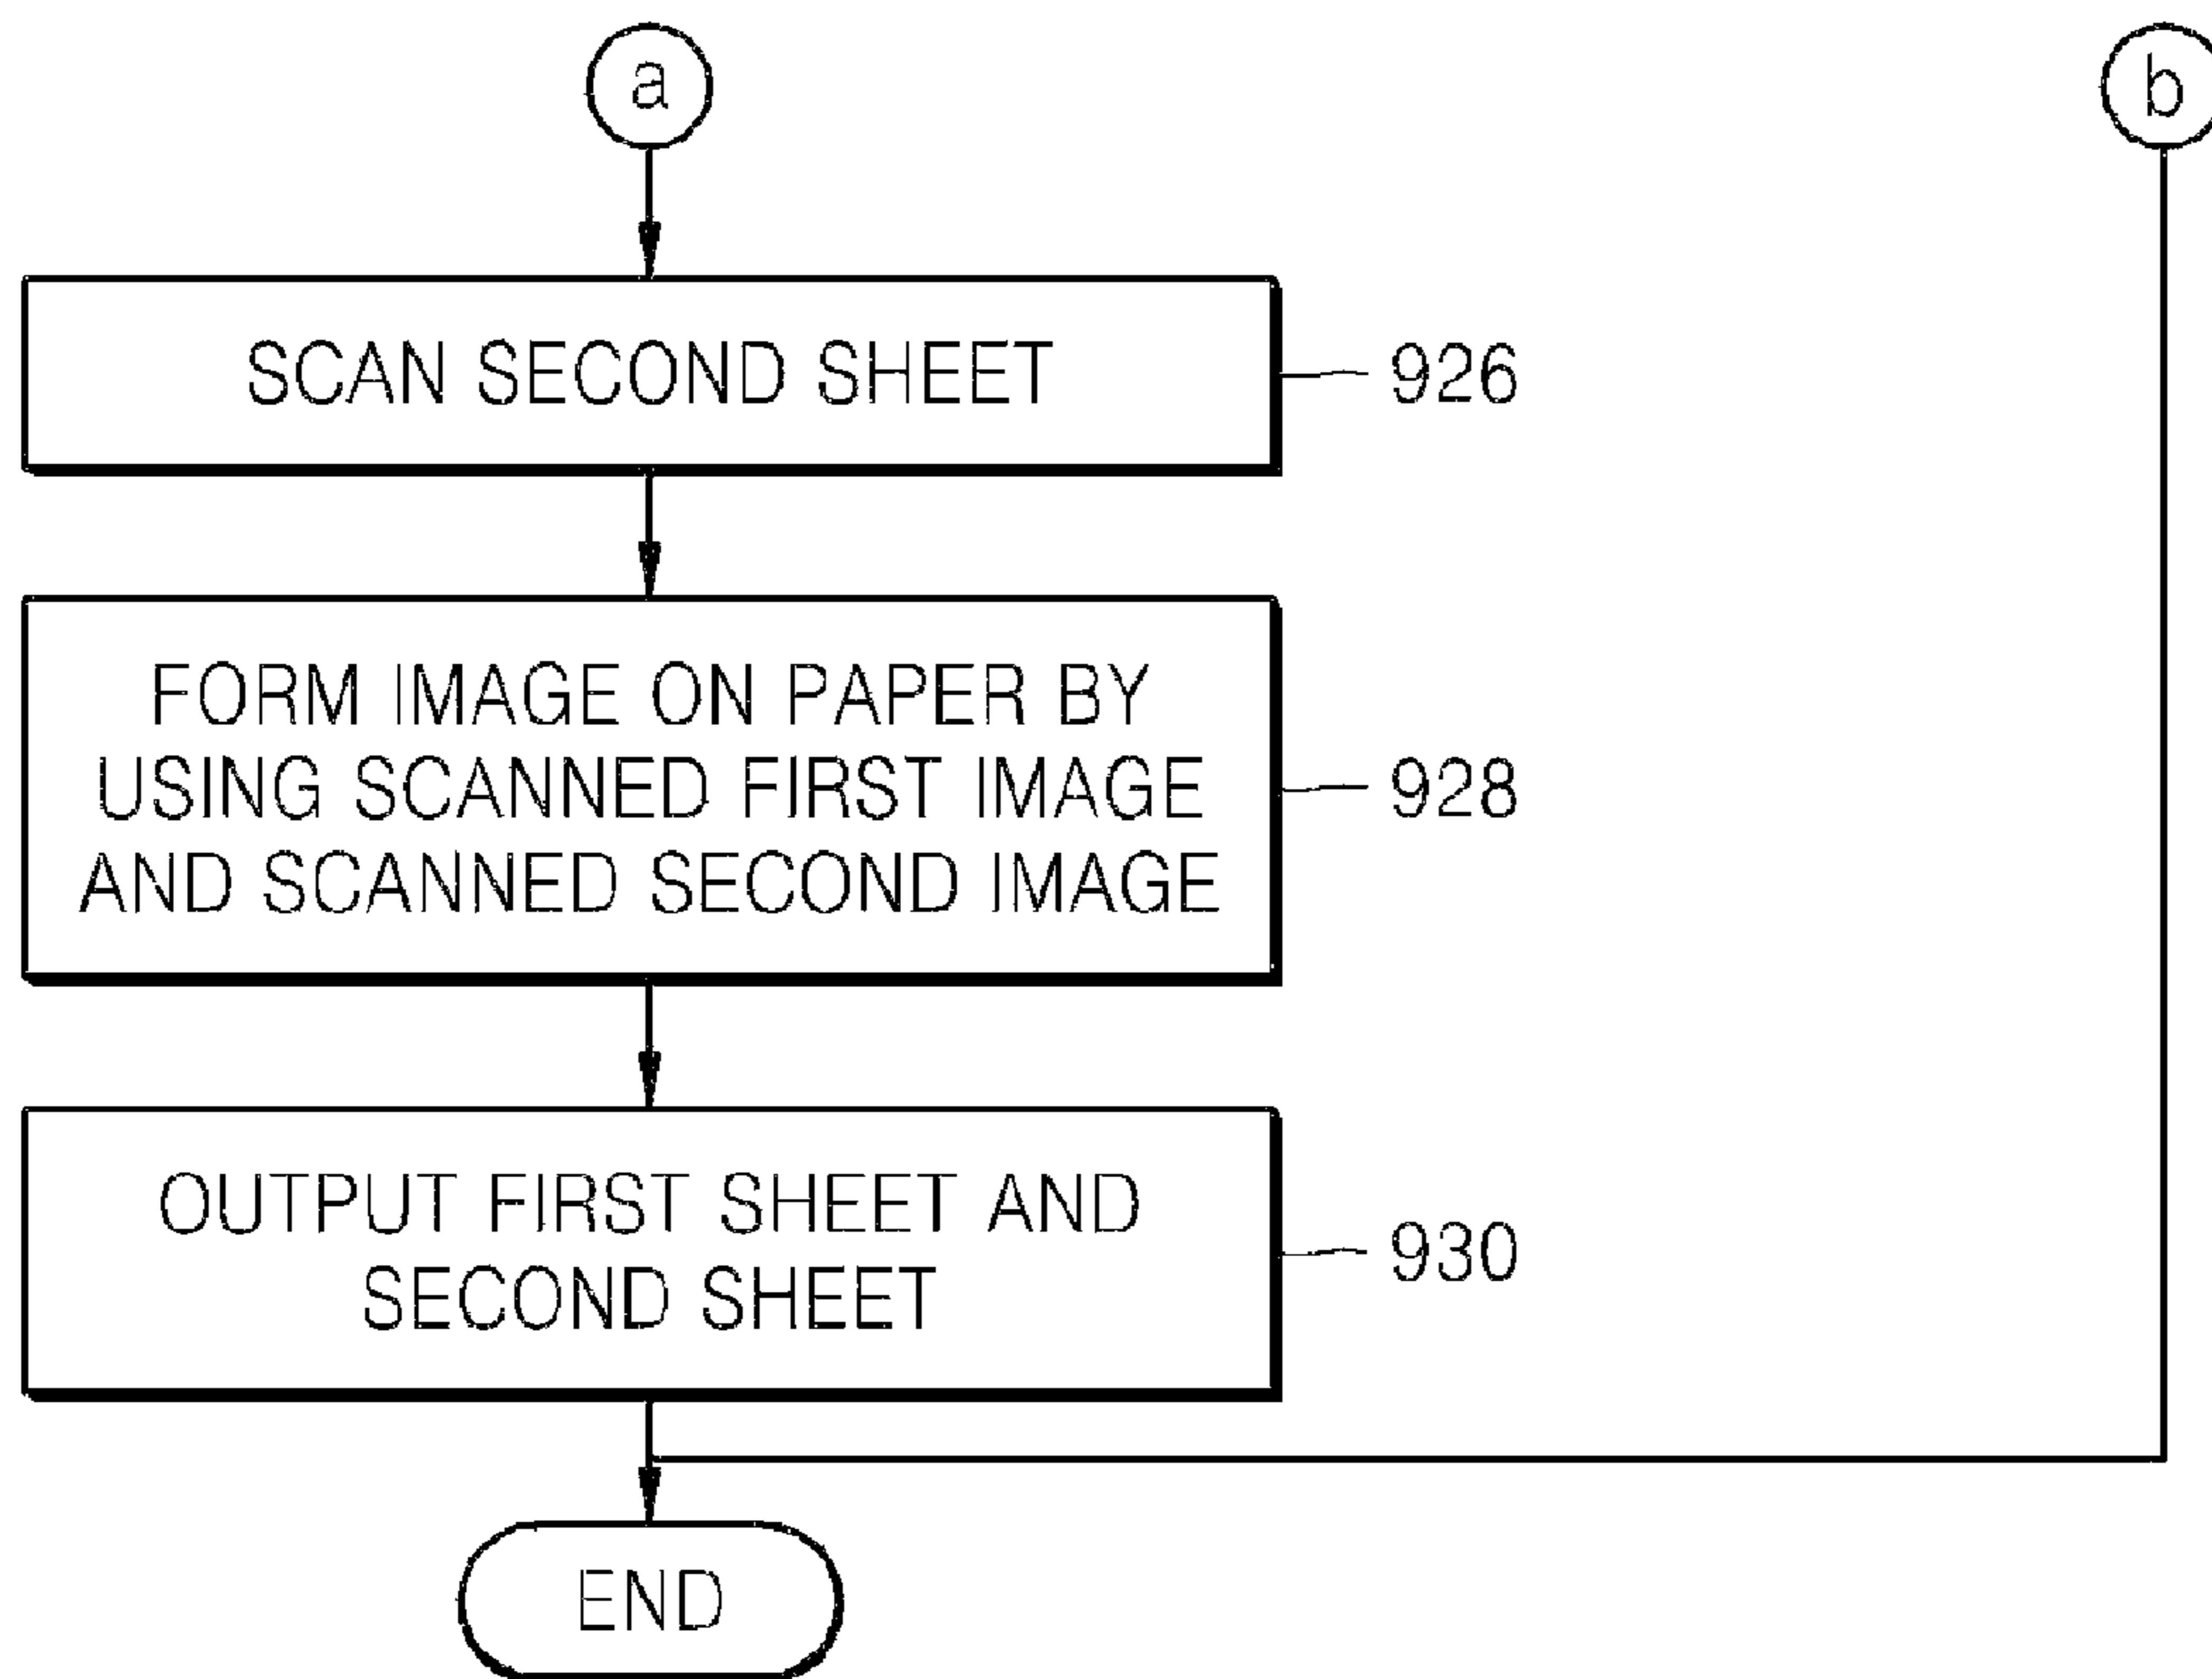 a
b
SCAN SECOND SHEET
926
FORM IMAGE ON PAPER BY
USING SCANNED FIRST IMAGE
AND SCANNED SECOND IMAGE
928
OUTPUT FIRST SHEET AND
SECOND SHEET
930
END